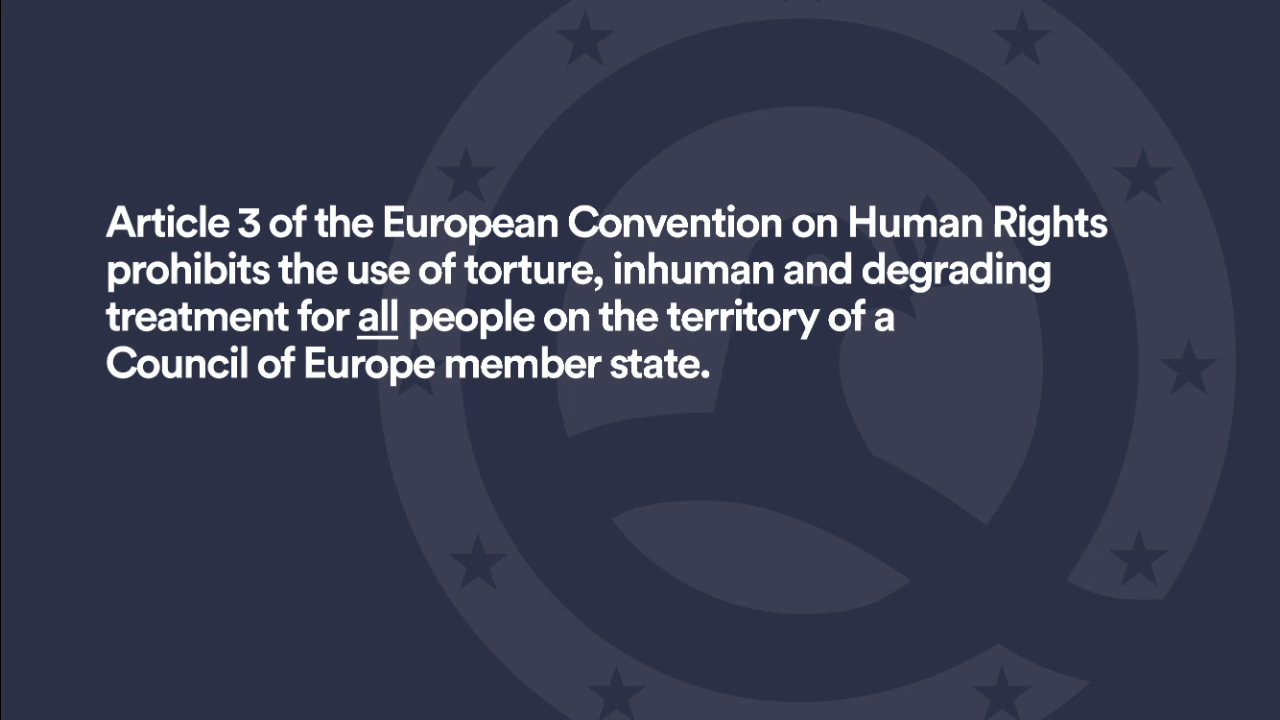 Article 3 of the European Convention on Human Rights
prohibits the use of torture, inhuman and degrading
treatment for all people on the territory of a
Council of Europe member state.